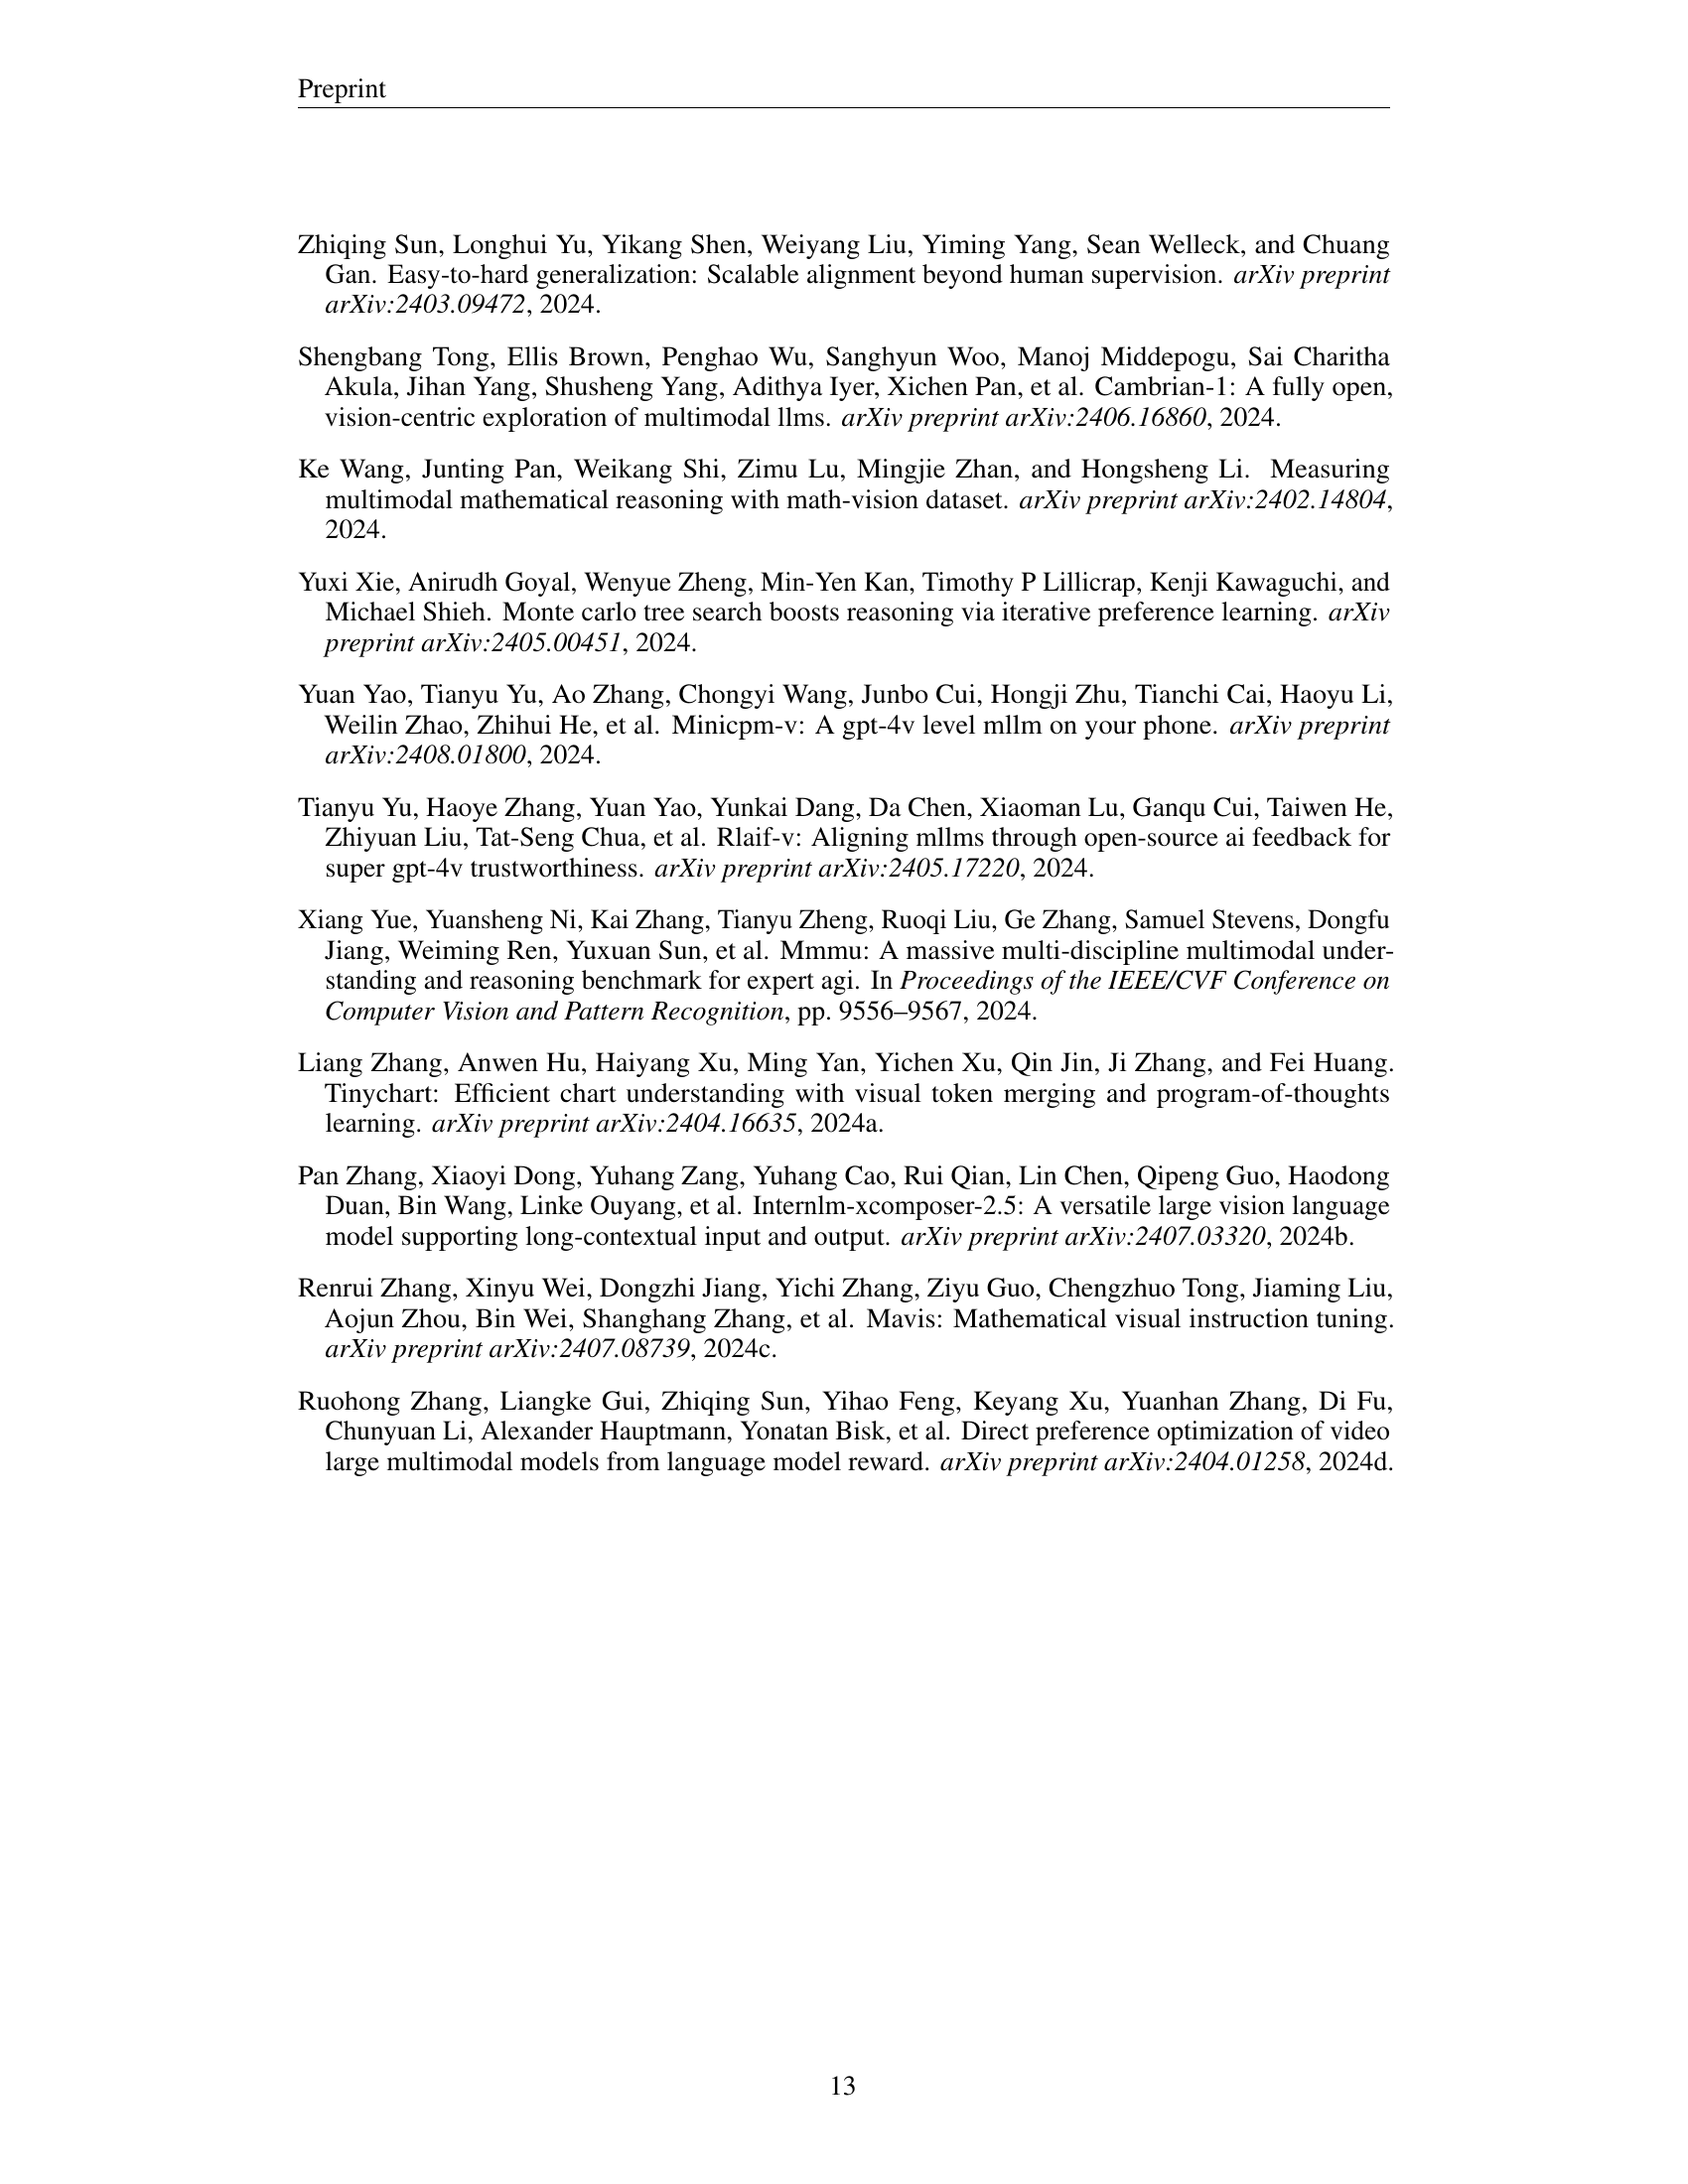 Preprint
Zhiqing Sun, Longhui Yu, Yikang Shen, Weiyang Liu, Yiming Yang, Sean Welleck, and Chuang
Gan. Easy-to-hard generalization: Scalable alignment beyond human supervision. arXiv preprint
arXiv:2403.09472, 2024.
Shengbang Tong, Ellis Brown, Penghao Wu, Sanghyun Woo, Manoj Middepogu, Sai Charitha
Akula, Jihan Yang, Shusheng Yang, Adithya Iyer, Xichen Pan, et al. Cambrian-1: A fully open,
vision-centric exploration of multimodal llms. arXiv preprint arXiv:2406.16860, 2024.
Ke Wang, Junting Pan, Weikang Shi, Zimu Lu, Mingjie Zhan, and Hongsheng Li. Measuring
multimodal mathematical reasoning with math-vision dataset. arXiv preprint arXiv:2402.14804,
2024.
Yuxi Xie, Anirudh Goyal, Wenyue Zheng, Min-Yen Kan, Timothy P Lillicrap, Kenji Kawaguchi, and
Michael Shieh. Monte carlo tree search boosts reasoning via iterative preference learning. arXiv
preprint arXiv:2405.00451, 2024.
Yuan Yao, Tianyu Yu, Ao Zhang, Chongyi Wang, Junbo Cui, Hongji Zhu, Tianchi Cai, Haoyu Li,
Weilin Zhao, Zhihui He, et al. Minicpm-v: A gpt-4v level mllm on your phone. arXiv preprint
arXiv:2408.01800, 2024.
Tianyu Yu, Haoye Zhang, Yuan Yao, Yunkai Dang, Da Chen, Xiaoman Lu, Ganqu Cui, Taiwen He,
Zhiyuan Liu, Tat-Seng Chua, et al. Rlaif-v: Aligning mllms through open-source ai feedback for
super gpt-4v trustworthiness. arXiv preprint arXiv:2405.17220, 2024.
Xiang Yue, Yuansheng Ni, Kai Zhang, Tianyu Zheng, Ruoqi Liu, Ge Zhang, Samuel Stevens, Dongfu
Jiang, Weiming Ren, Yuxuan Sun, et al. Mmmu: A massive multi-discipline multimodal under-
standing and reasoning benchmark for expert agi. In Proceedings of the IEEE/CVF Conference on
Computer Vision and Pattern Recognition, pp. 9556–9567, 2024.
Liang Zhang, Anwen Hu, Haiyang Xu, Ming Yan, Yichen Xu, Qin Jin, Ji Zhang, and Fei Huang.
Tinychart: Efficient chart understanding with visual token merging and program-of-thoughts
learning. arXiv preprint arXiv:2404.16635, 2024a.
Pan Zhang, Xiaoyi Dong, Yuhang Zang, Yuhang Cao, Rui Qian, Lin Chen, Qipeng Guo, Haodong
Duan, Bin Wang, Linke Ouyang, et al. Internlm-xcomposer-2.5: A versatile large vision language
model supporting long-contextual input and output. arXiv preprint arXiv:2407.03320, 2024b.
Renrui Zhang, Xinyu Wei, Dongzhi Jiang, Yichi Zhang, Ziyu Guo, Chengzhuo Tong, Jiaming Liu,
Aojun Zhou, Bin Wei, Shanghang Zhang, et al. Mavis: Mathematical visual instruction tuning.
arXiv preprint arXiv:2407.08739, 2024c.
Ruohong Zhang, Liangke Gui, Zhiqing Sun, Yihao Feng, Keyang Xu, Yuanhan Zhang, Di Fu,
Chunyuan Li, Alexander Hauptmann, Yonatan Bisk, et al. Direct preference optimization of video
large multimodal models from language model reward. arXiv preprint arXiv:2404.01258, 2024d.
13